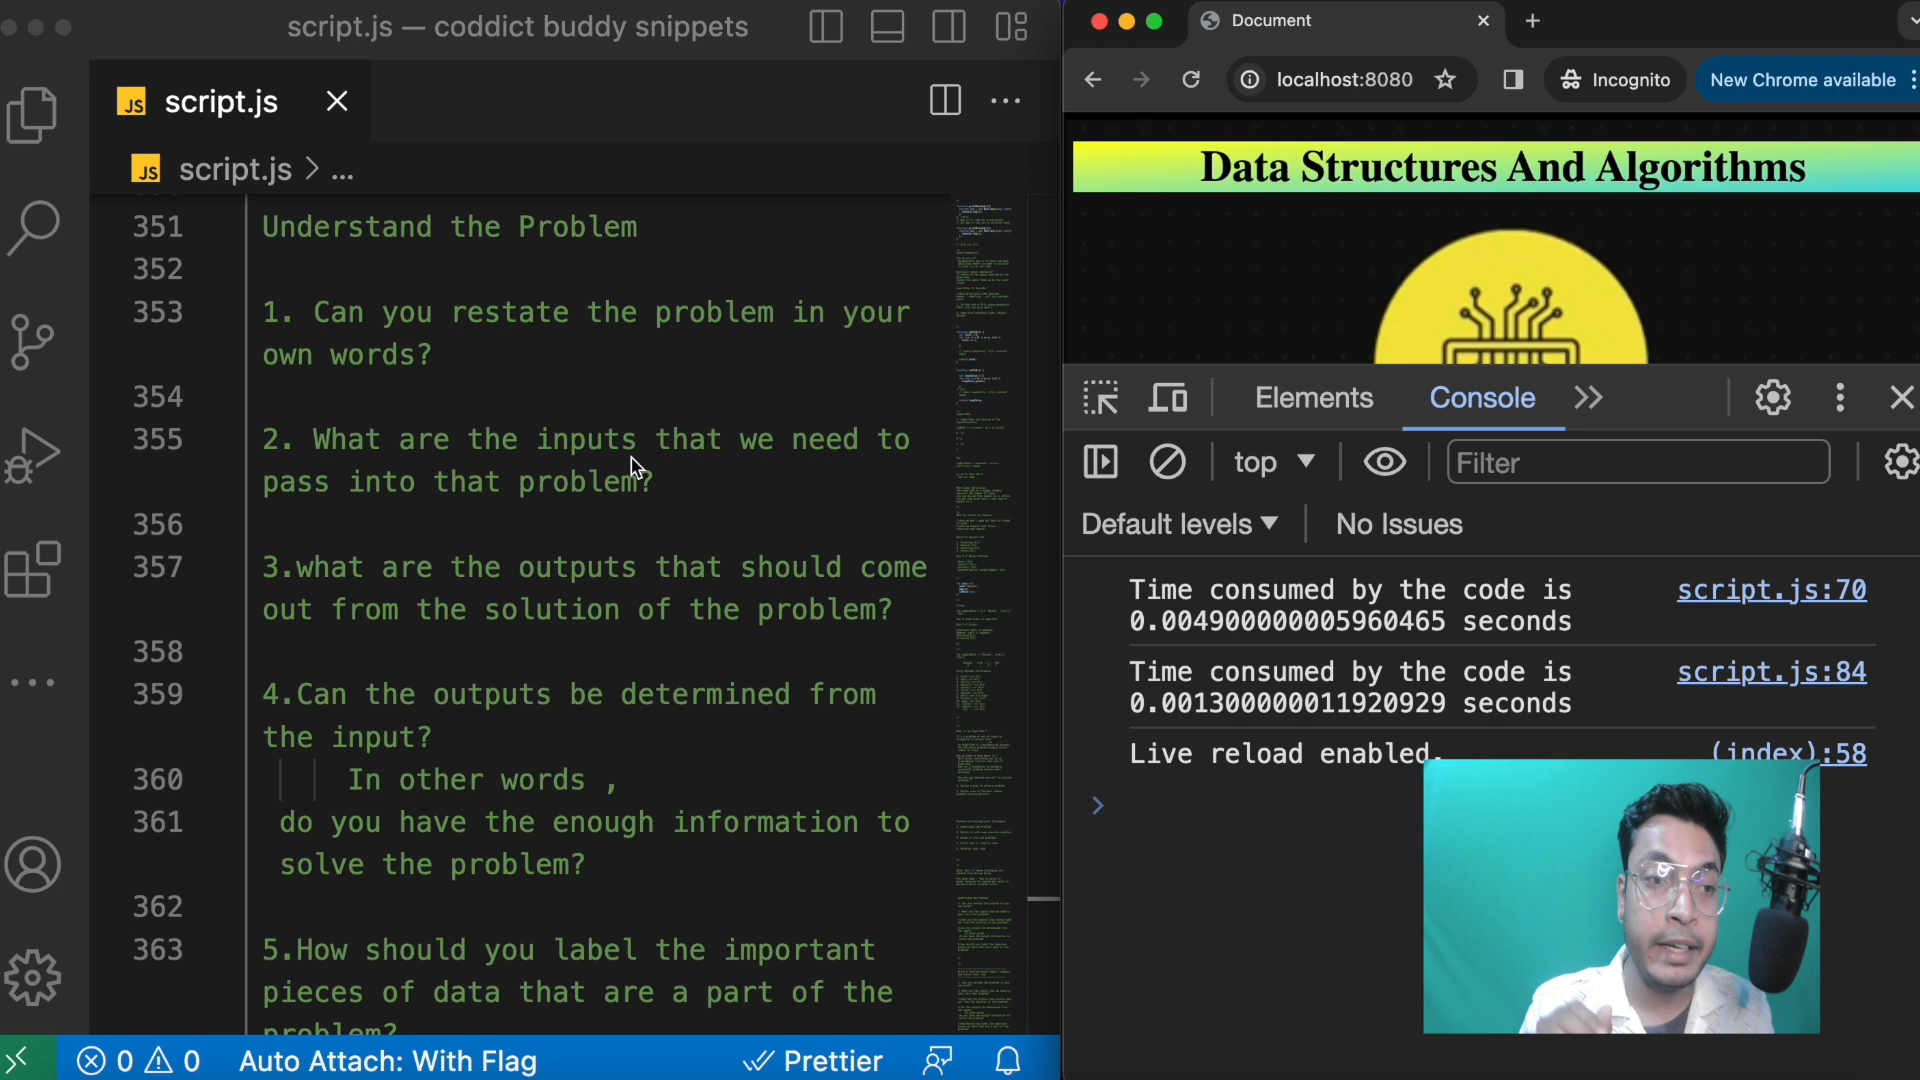 script.js — coddict buddy snippets
JS script.js
JS script.js > ...
351 Understand the Problem
352
353 1. Can you restate the problem in your
own words?
354
355 2. What are the inputs that we need to
pass into that problem?
356
357 3.what are the outputs that should come
out from the solution of the problem?
358
359 4.Can the outputs be determined from
the input?
360 In other words ,
361 do you have the enough information to
solve the problem?
362
363 5.How should you label the important
pieces of data that are a part of the
problem?
0 0 Auto Attach: With Flag Prettier
Document
localhost:8080 Incognito New Chrome available
Data Structures And Algorithms
Elements Console
top Filter
Default levels No Issues
Time consumed by the code is script.js:70
0.004900000005960465 seconds
Time consumed by the code is script.js:84
0.001300000011920929 seconds
Live reload enabled. (index):58